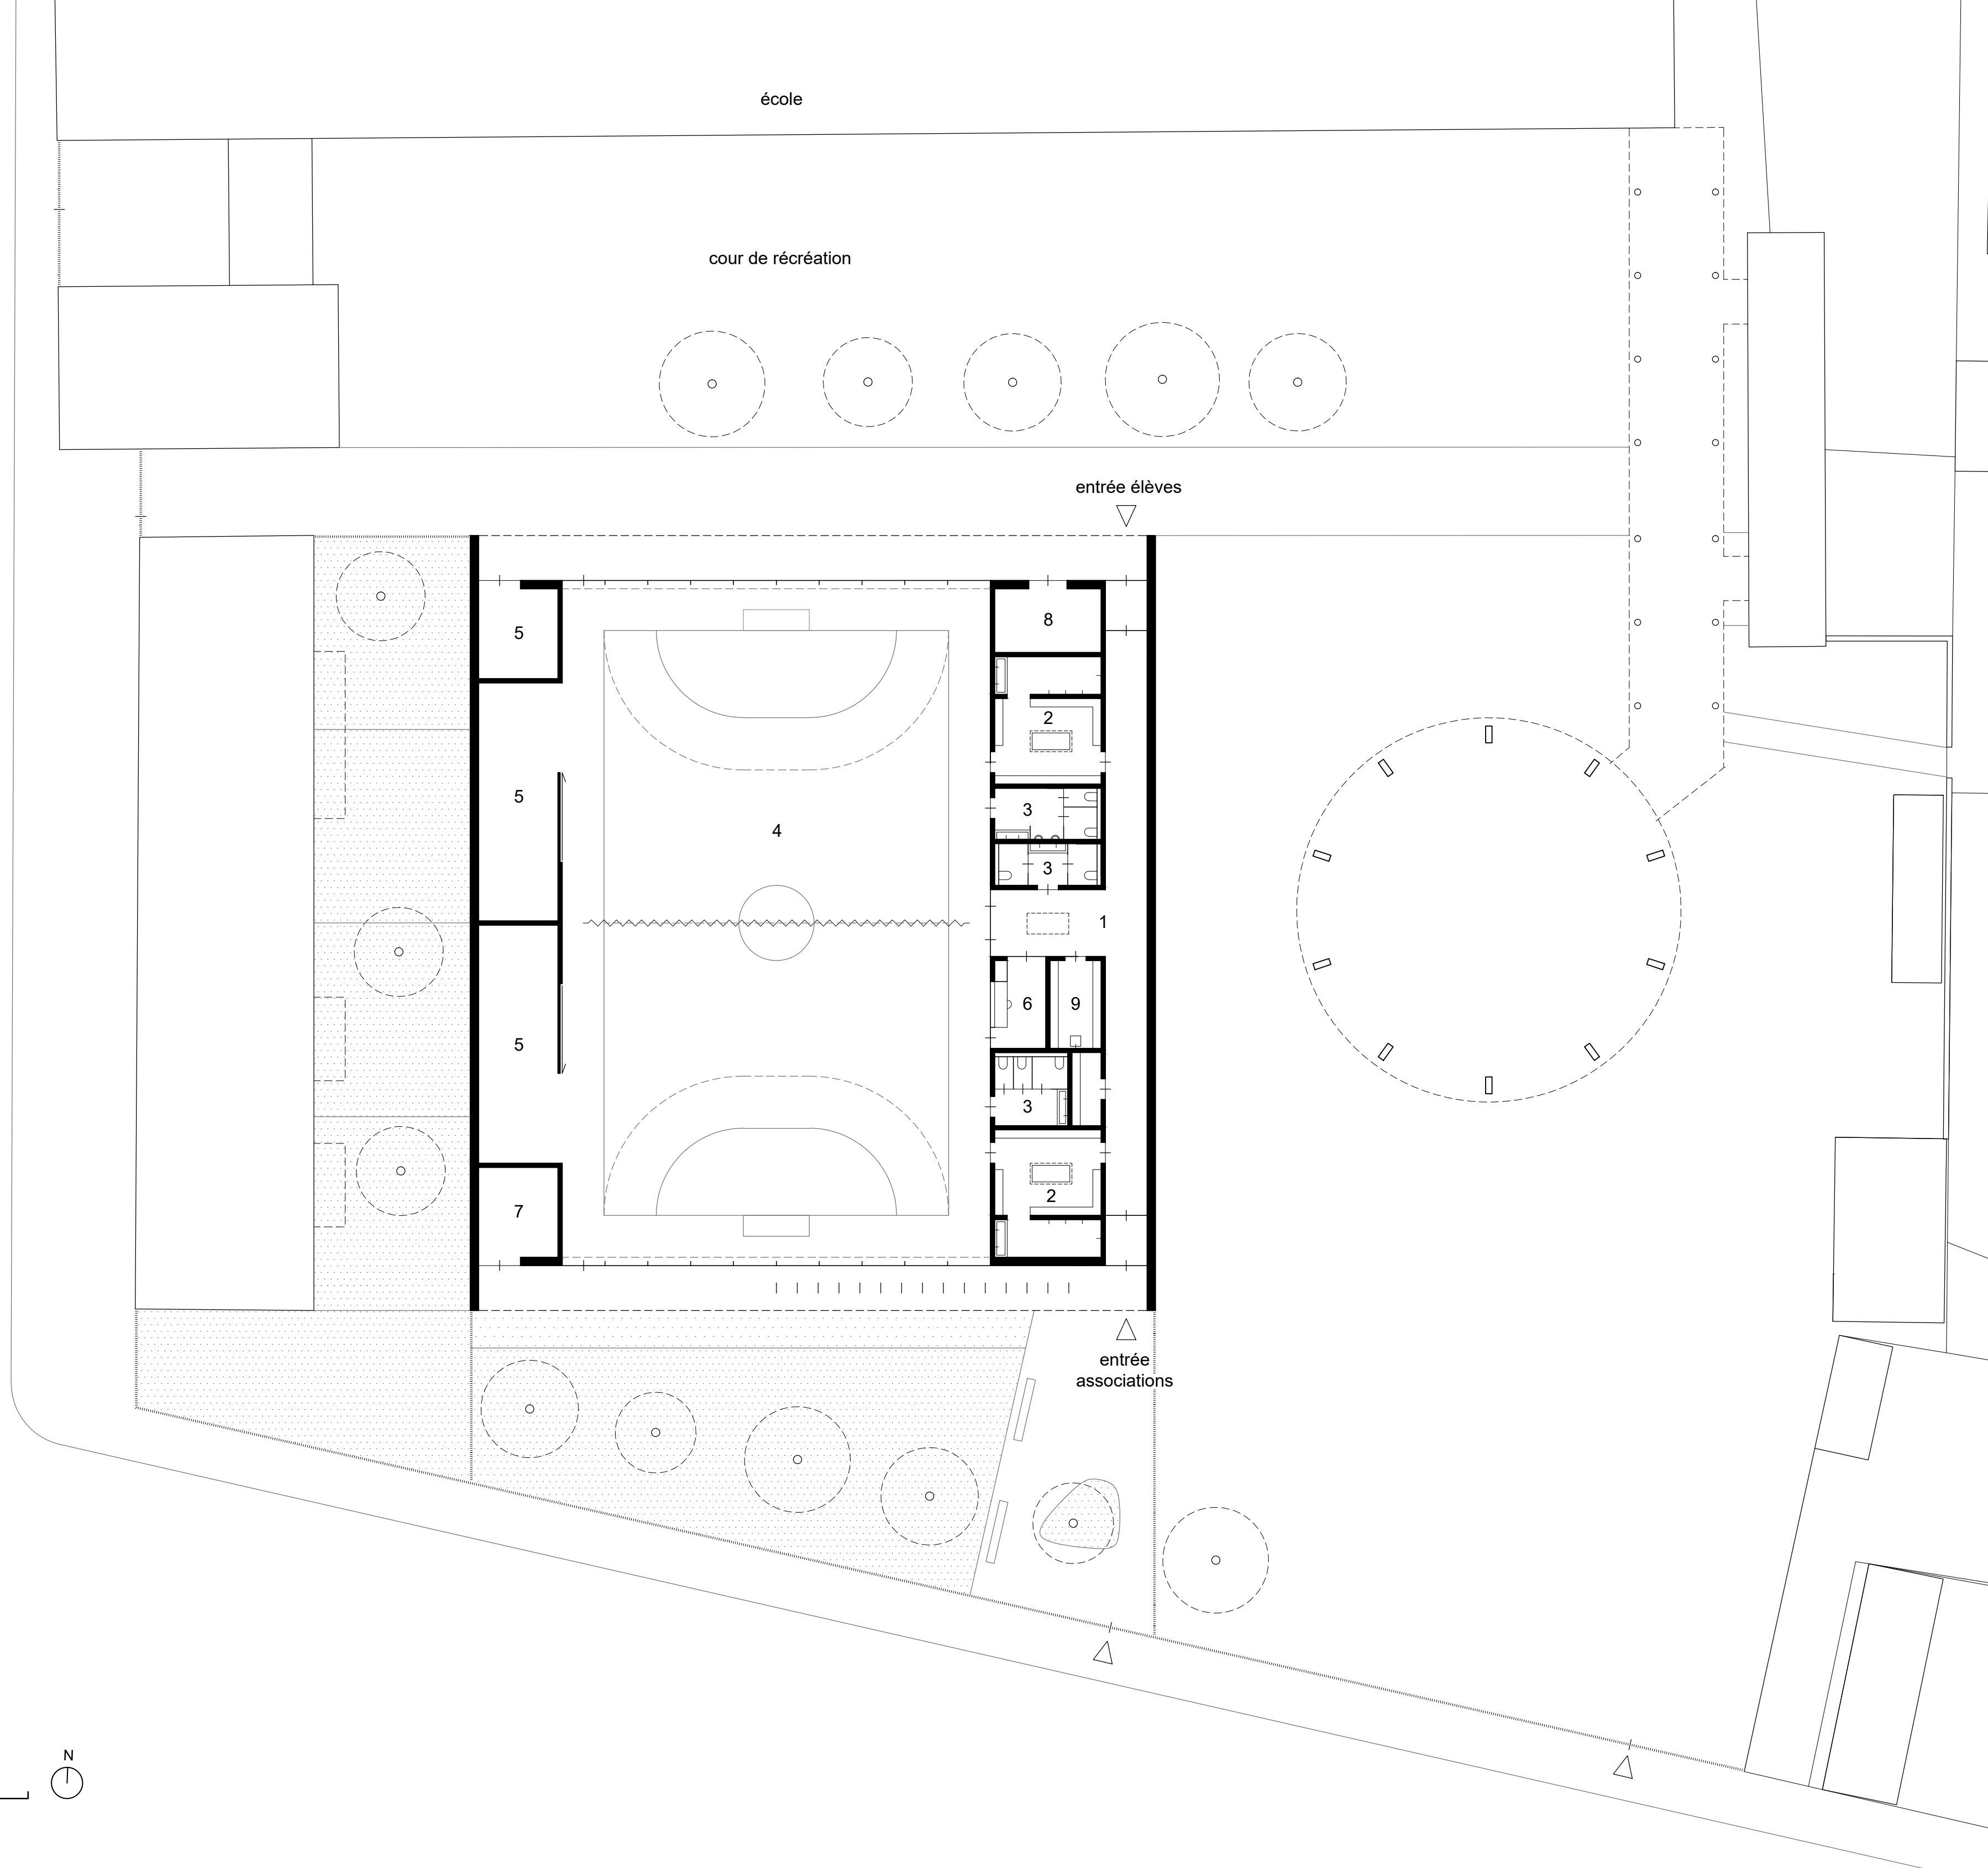 école
cour de récréation
entrée élèves
8
5
2
5
3
4
3
1
6
9
5
3
2
7
entrée
associations
N